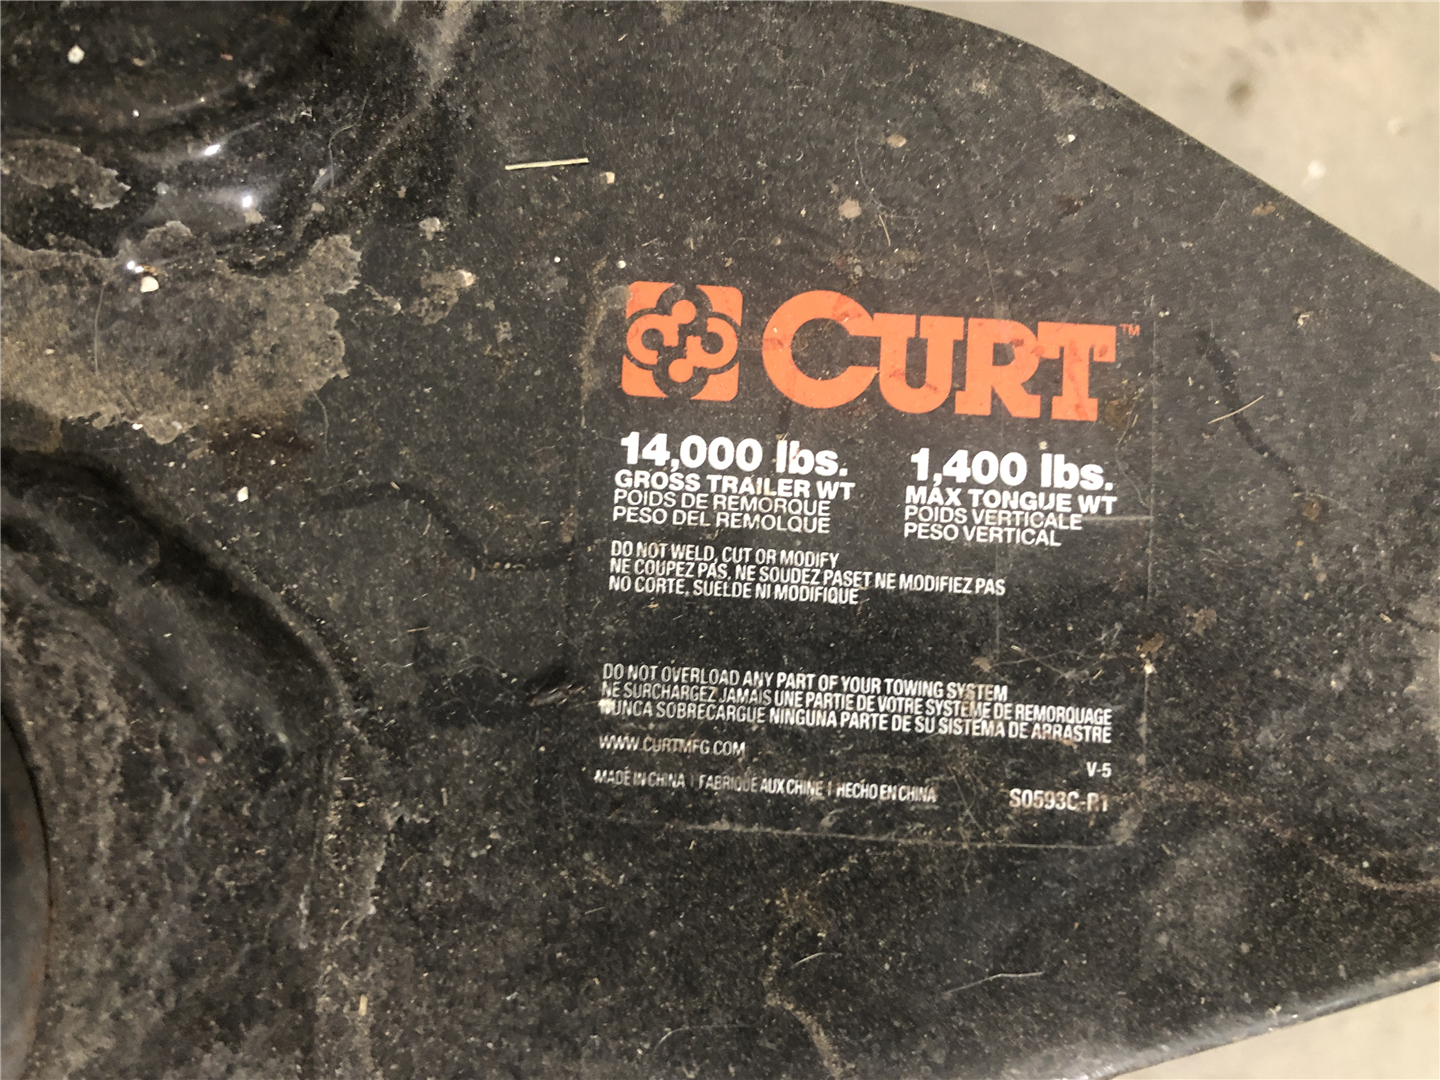 CURT™
14,000 lbs.
GROSS TRAILER WT
POIDS DE REMORQUE
PESO DEL REMOLQUE
1,400 lbs.
MAX TONGUE WT
POIDS VERTICALE
PESO VERTICAL
DO NOT WELD, CUT OR MODIFY
NE COUPEZ PAS, NE SOUDEZ PAS ET NE MODIFIEZ PAS
NO CORTE, SUELDE NI MODIFIQUE
DO NOT OVERLOAD ANY PART OF YOUR TOWING SYSTEM
NE SURCHARGEZ JAMAIS UNE PARTIE DE VOTRE SYSTÈME DE REMORQUAGE
NUNCA SOBRECARGUE NINGUNA PARTE DE SU SISTEMA DE ARRASTRE
WWW.CURTMFG.COM
V-5
MADE IN CHINA | FABRIQUÉ AUX CHINE | HECHO EN CHINA
S0593C-R1